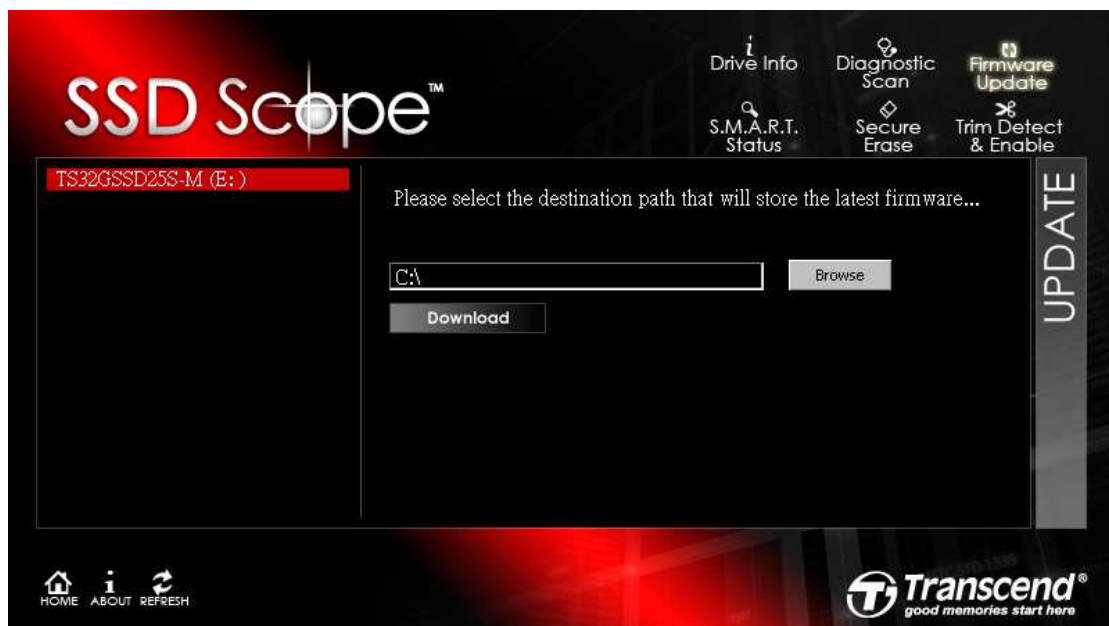 SSD Scope™
Drive Info
Diagnostic
Scan
Firmware
Update
S.M.A.R.T.
Status
Secure
Erase
Trim Detect
& Enable
TS32GSSD25S-M (E: )
Please select the destination path that will store the latest firmware...
C:\
Browse
Download
UPDATE
HOME
ABOUT
REFRESH
Transcend®
good memories start here